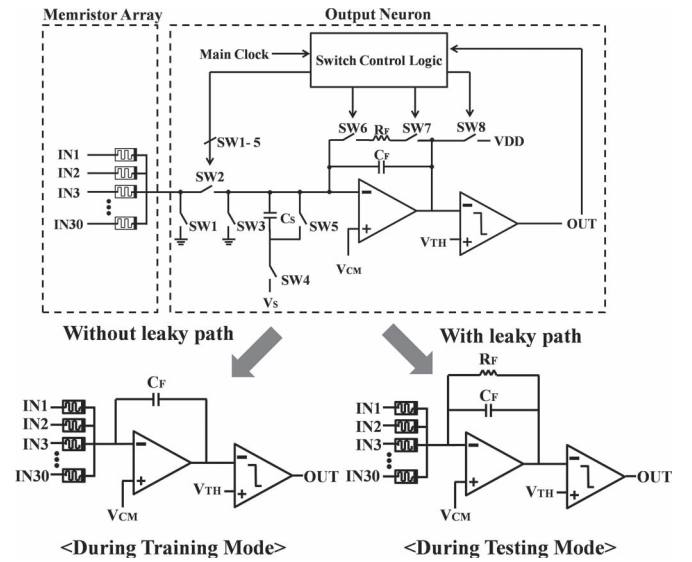 Memristor Array
Output Neuron
Main Clock
Switch Control Logic
SW6
RF
SW7
SW8
VDD
SW1-5
CF
IN1
IN2
IN3
IN30
SW2
SW1
SW3
CS
SW5
SW4
VS
VCM
VTH
OUT
Without leaky path
With leaky path
IN1
IN2
IN3
IN30
CF
VCM
VTH
OUT
<During Training Mode>
IN1
IN2
IN3
IN30
RF
CF
VCM
VTH
OUT
<During Testing Mode>